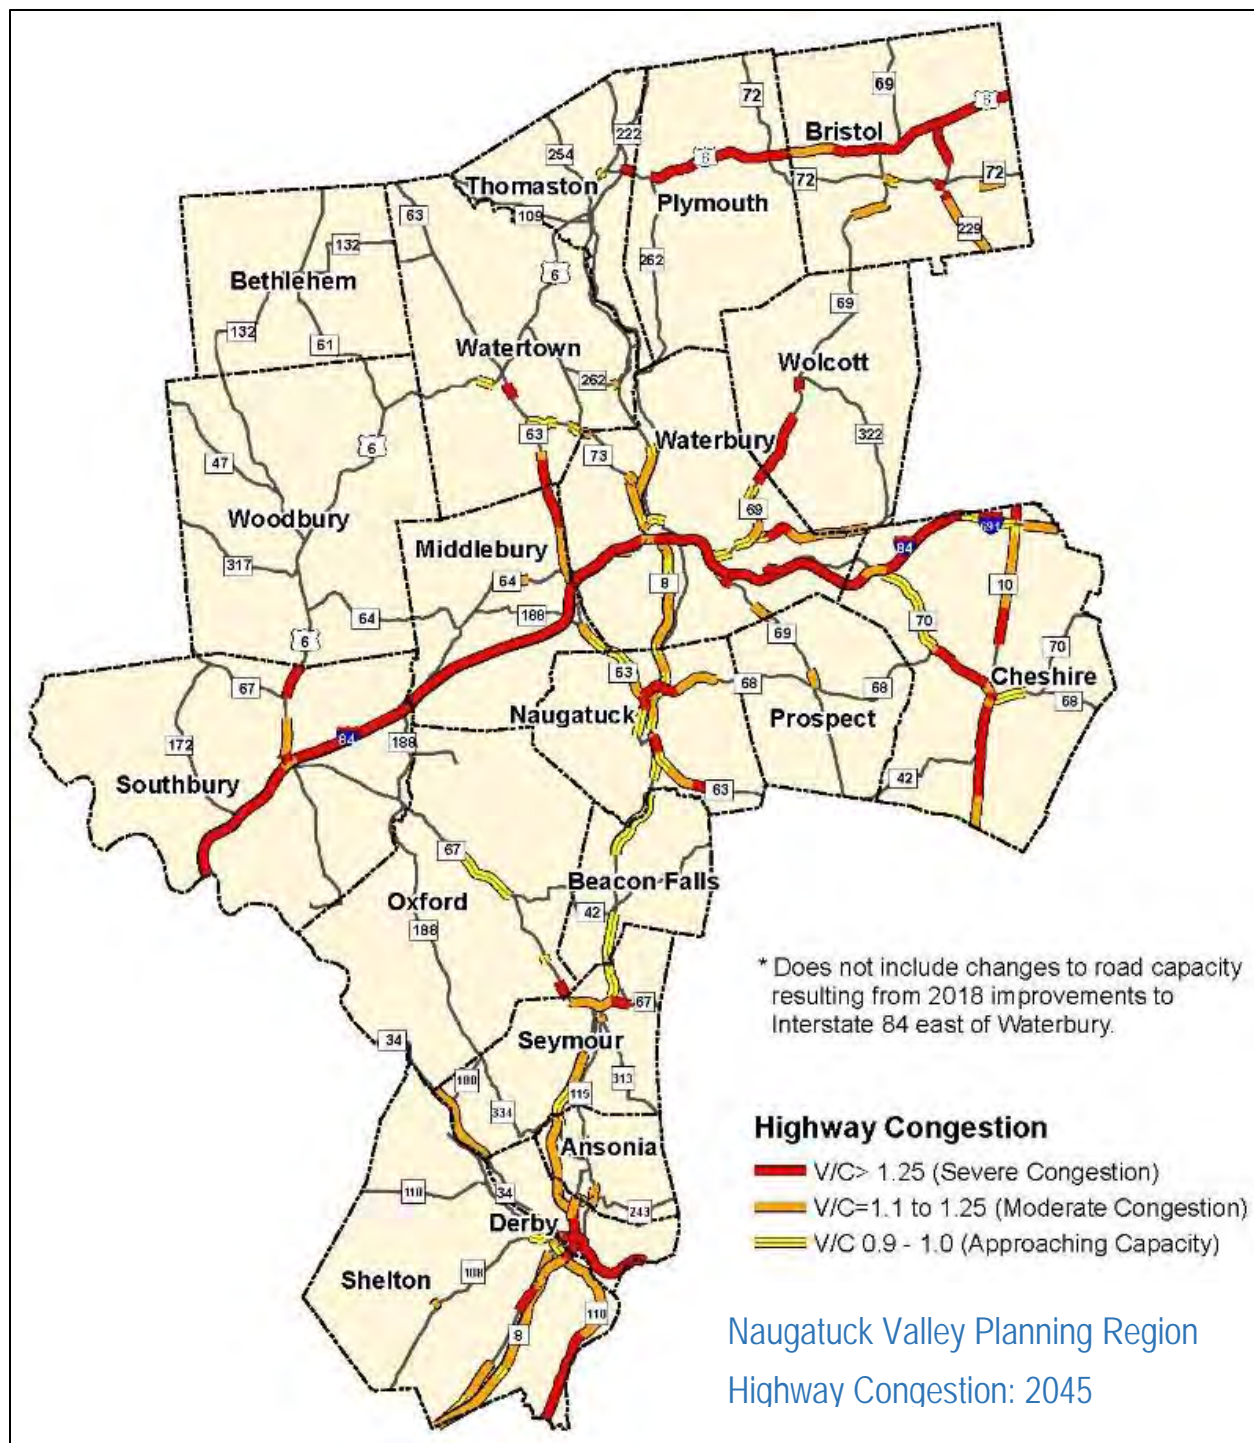 69
72
6
Bristol
222
254
6
72
72
Thomaston
Plymouth
63
109
229
132
6
262
Bethlehem
69
132
61
Watertown
Wolcott
262
63
322
6
73
Waterbury
47
69
Woodbury
691
Middlebury
84
317
64
8
10
188
64
70
6
69
70
63
67
68
68
Cheshire
68
Naugatuck
Prospect
84
188
172
42
Southbury
63
67
Beacon Falls
Oxford
42
188
* Does not include changes to road capacity
resulting from 2018 improvements to
Interstate 84 east of Waterbury.
67
34
Seymour
188
313
115
334
Ansonia
Highway Congestion
V/C> 1.25 (Severe Congestion)
110
34
V/C=1.1 to 1.25 (Moderate Congestion)
243
Derby
V/C 0.9 - 1.0 (Approaching Capacity)
108
Shelton
110
8
Naugatuck Valley Planning Region
Highway Congestion: 2045